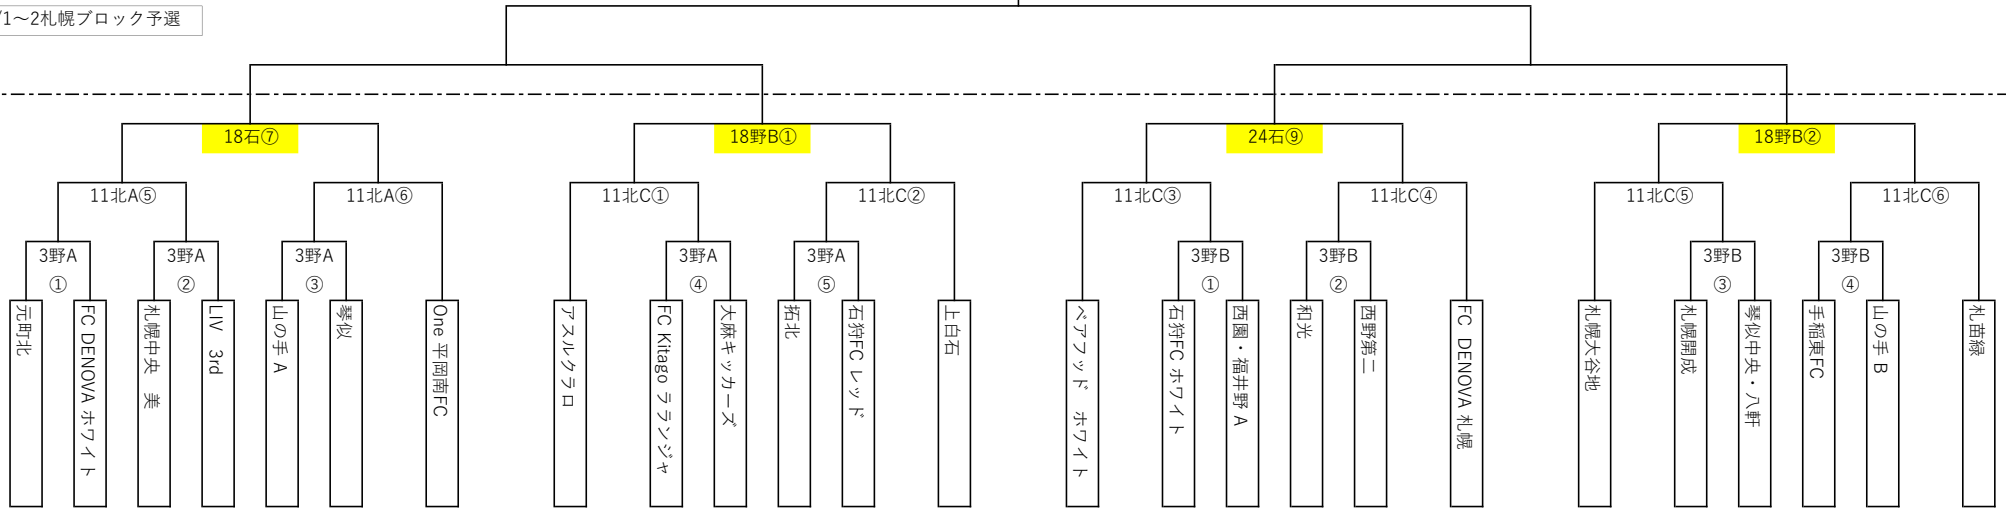 /1～2札幌ブロック予選
18石⑦
18野B①
24石⑨
18野B②
11北A⑤
11北A⑥
11北C①
11北C②
11北C③
11北C④
11北C⑤
11北C⑥
3野A
①
3野A
②
3野A
③
3野A
④
3野A
⑤
3野B
①
3野B
②
3野B
③
3野B
④
元町北
FC DENOVA ホワイト
札幌中央　美
LIV 3rd
山の手 A
琴似
One 平岡南FC
アスルクラロ
FC Kitago ラランジャ
大麻キッカーズ
拓北
石狩FC レッド
上白石
ベアフッド　ホワイト
石狩FC ホワイト
西園・福井野 A
和光
西野第二
FC DENOVA 札幌
札幌大谷地
札幌開成
琴似中央・八軒
手稲東FC
山の手 B
札苗緑